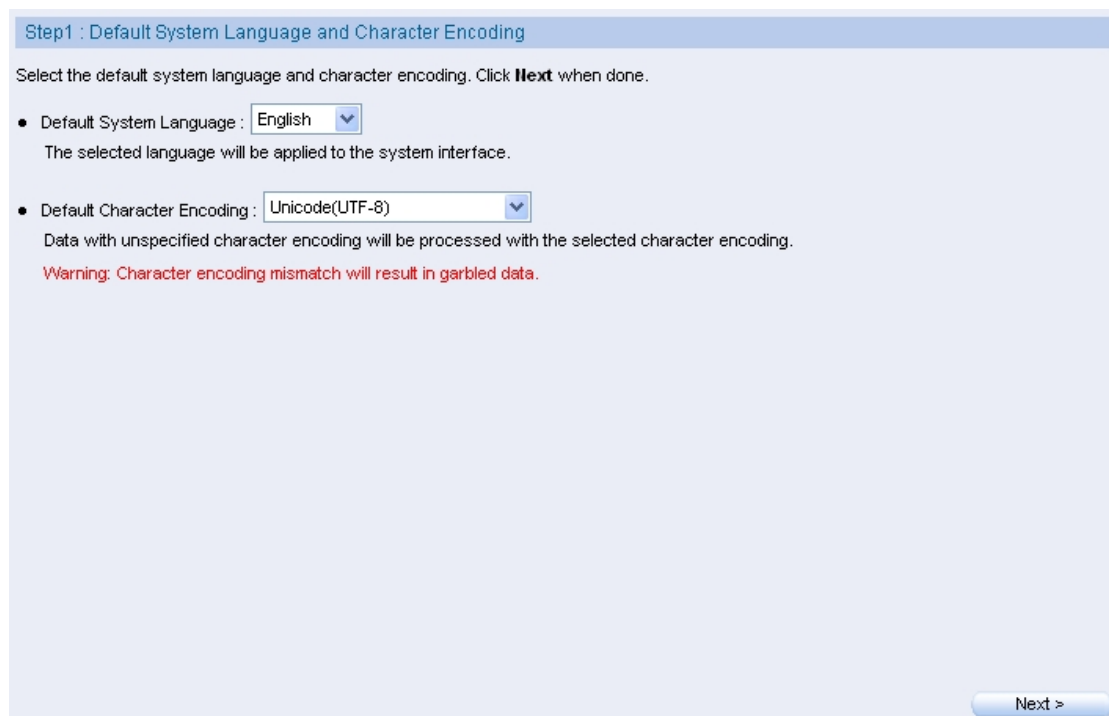 Step1 : Default System Language and Character Encoding
Select the default system language and character encoding. Click Next when done.
● Default System Language : English
The selected language will be applied to the system interface.
● Default Character Encoding : Unicode(UTF-8)
Data with unspecified character encoding will be processed with the selected character encoding.
Warning: Character encoding mismatch will result in garbled data.
Next >